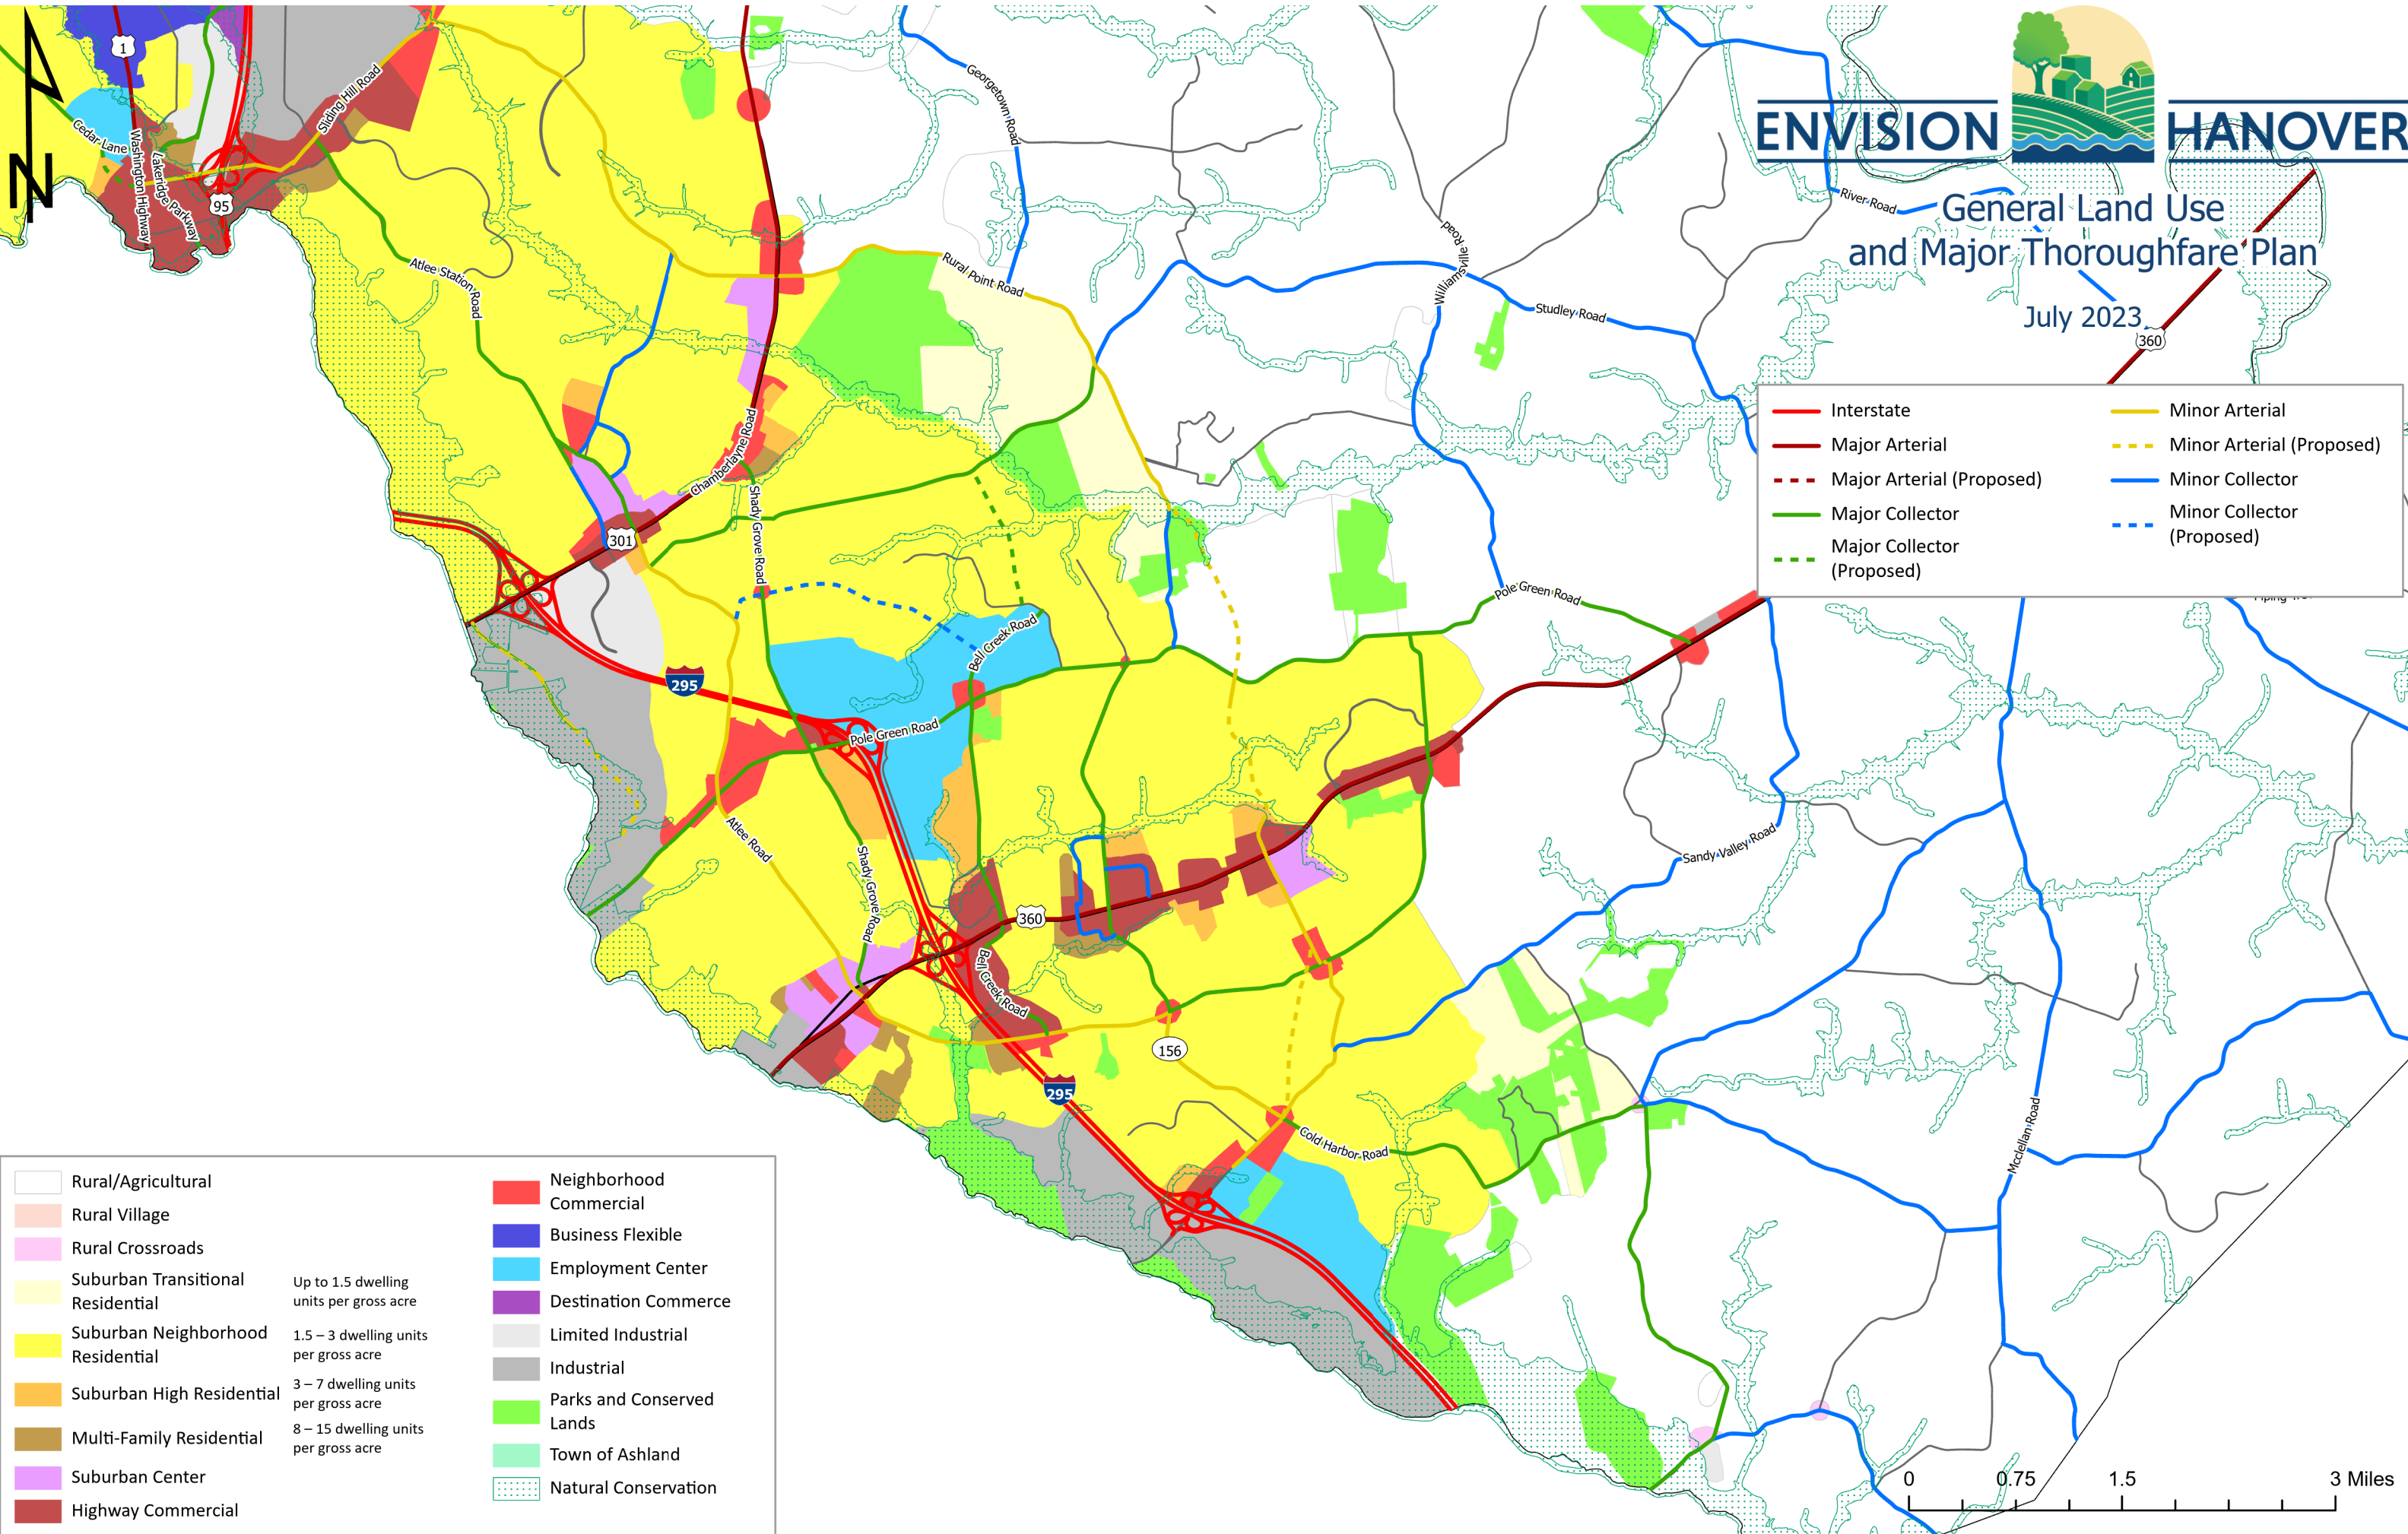 1
Sliding Hill Road
Cedar Lane
Washington Highway
Lakeridge Parkway
95
N
Atlee Station Road
Georgetown Road
Rural Point Road
Williamsville Road
Studley Road
River Road
ENVISION HANOVER
General Land Use
and Major Thoroughfare Plan
July 2023
360
Interstate
Major Arterial
Major Arterial (Proposed)
Major Collector
Major Collector
(Proposed)
Minor Arterial
Minor Arterial (Proposed)
Minor Collector
Minor Collector
(Proposed)
Chamberlayne Road
301
Shady Grove Road
Bell Creek Road
Pole Green Road
295
Pole Green Road
Atlee Road
Shady Grove Road
360
Bell Creek Road
Sandy Valley Road
156
295
Cold Harbor Road
Mcclellan Road
Rural/Agricultural
Rural Village
Rural Crossroads
Suburban Transitional
Residential
Up to 1.5 dwelling
units per gross acre
Suburban Neighborhood
Residential
1.5 – 3 dwelling units
per gross acre
Suburban High Residential
3 – 7 dwelling units
per gross acre
Multi-Family Residential
8 – 15 dwelling units
per gross acre
Suburban Center
Highway Commercial
Neighborhood
Commercial
Business Flexible
Employment Center
Destination Commerce
Limited Industrial
Industrial
Parks and Conserved
Lands
Town of Ashland
Natural Conservation
0 0.75 1.5 3 Miles